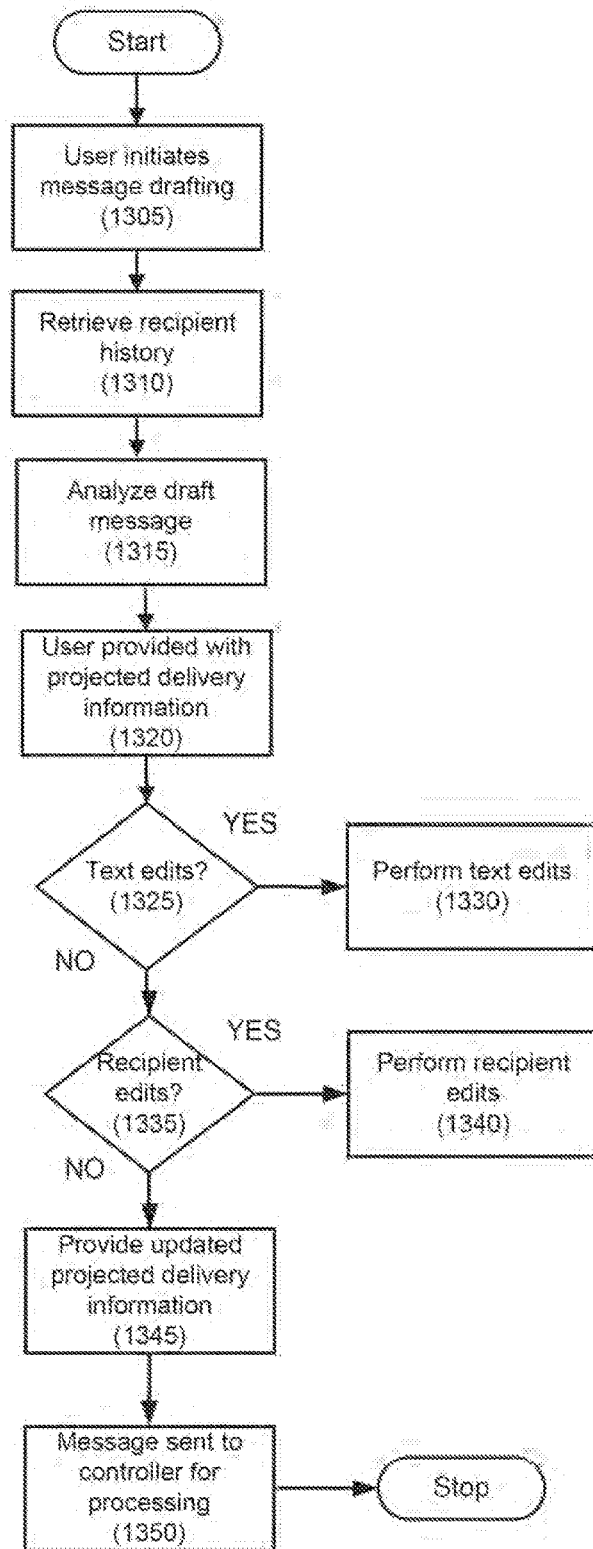 Start
User initiates
message drafting
(1305)
Retrieve recipient
history
(1310)
Analyze draft
message
(1315)
User provided with
projected delivery
information
(1320)
YES
Text edits?
(1325)
Perform text edits
(1330)
NO
YES
Recipient
edits?
(1335)
Perform recipient
edits
(1340)
NO
Provide updated
projected delivery
information
(1345)
Message sent to
controller for
processing
(1350)
Stop